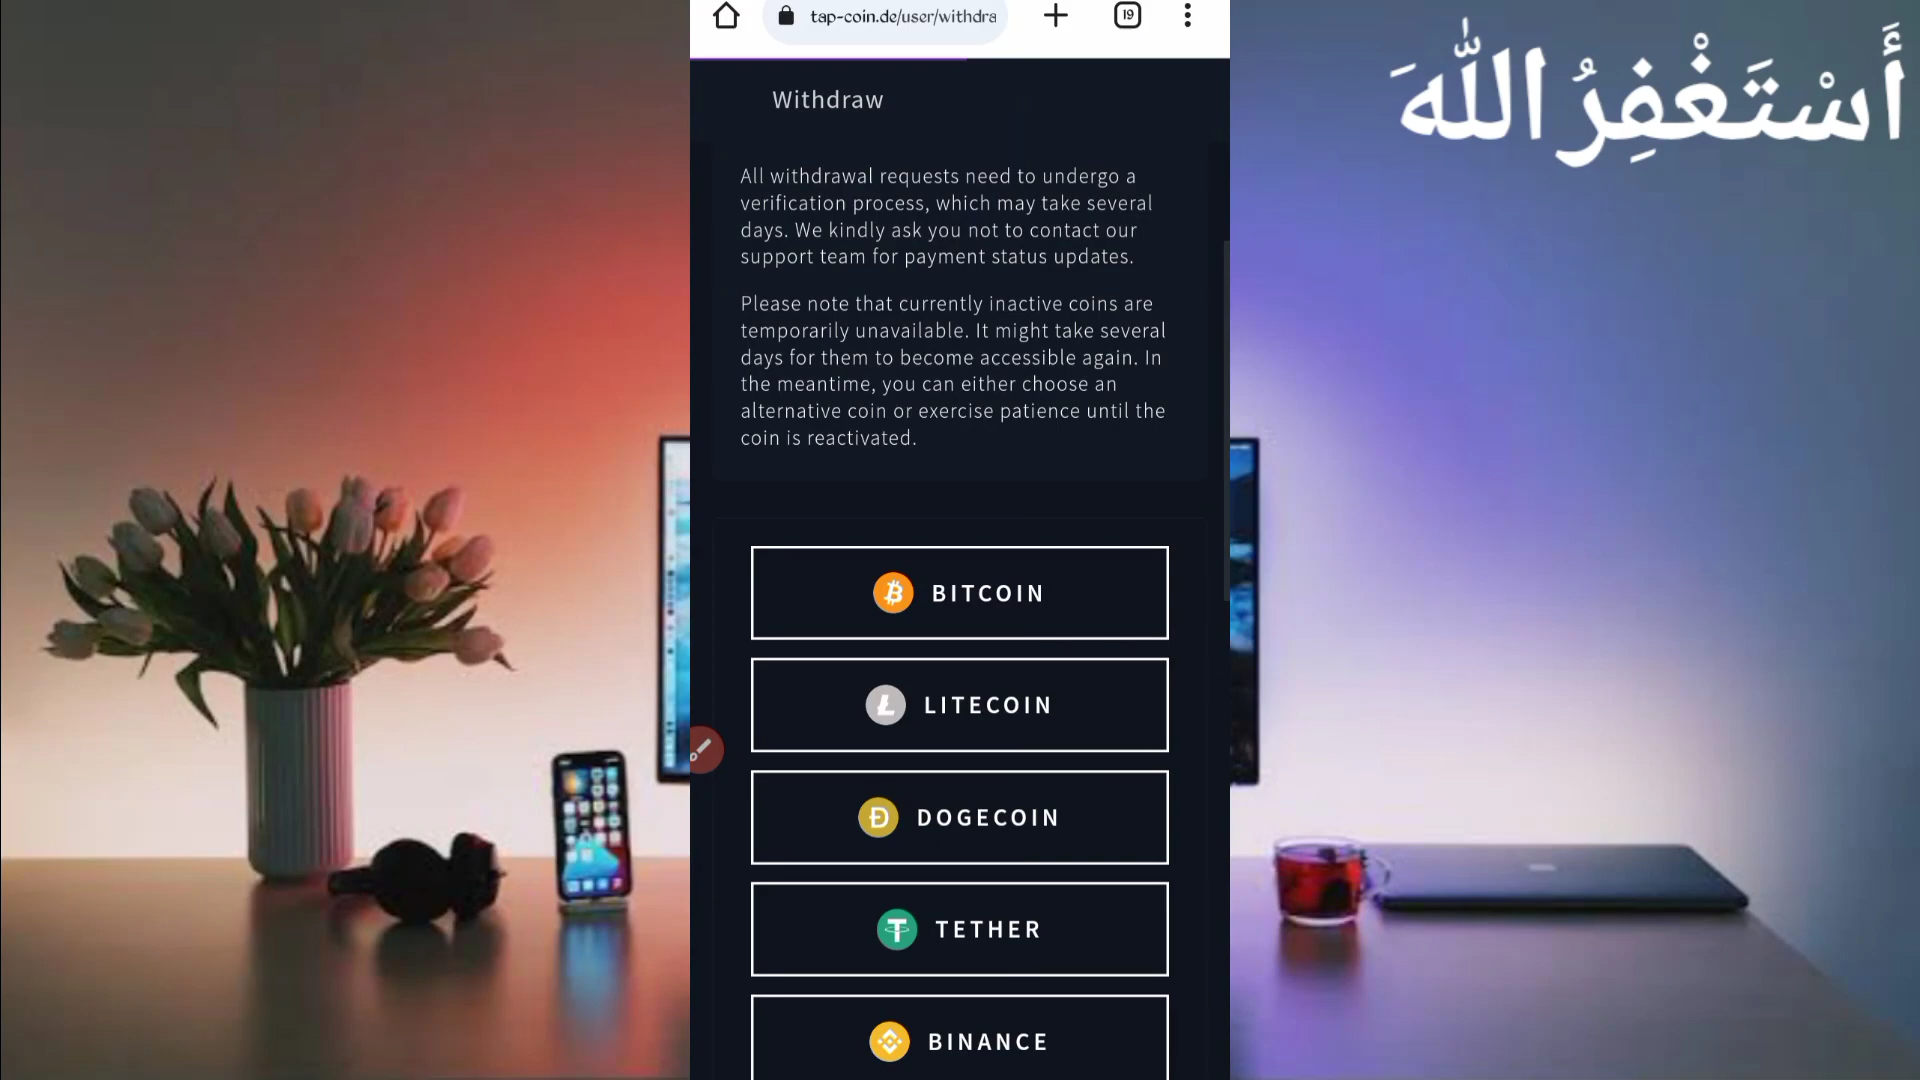 tap-coin.de/user/withdra
19
أَسْتَغْفِرُ اللّٰهَ
Withdraw
All withdrawal requests need to undergo a
verification process, which may take several
days. We kindly ask you not to contact our
support team for payment status updates.
Please note that currently inactive coins are
temporarily unavailable. It might take several
days for them to become accessible again. In
the meantime, you can either choose an
alternative coin or exercise patience until the
coin is reactivated.
BITCOIN
LITECOIN
DOGECOIN
TETHER
BINANCE